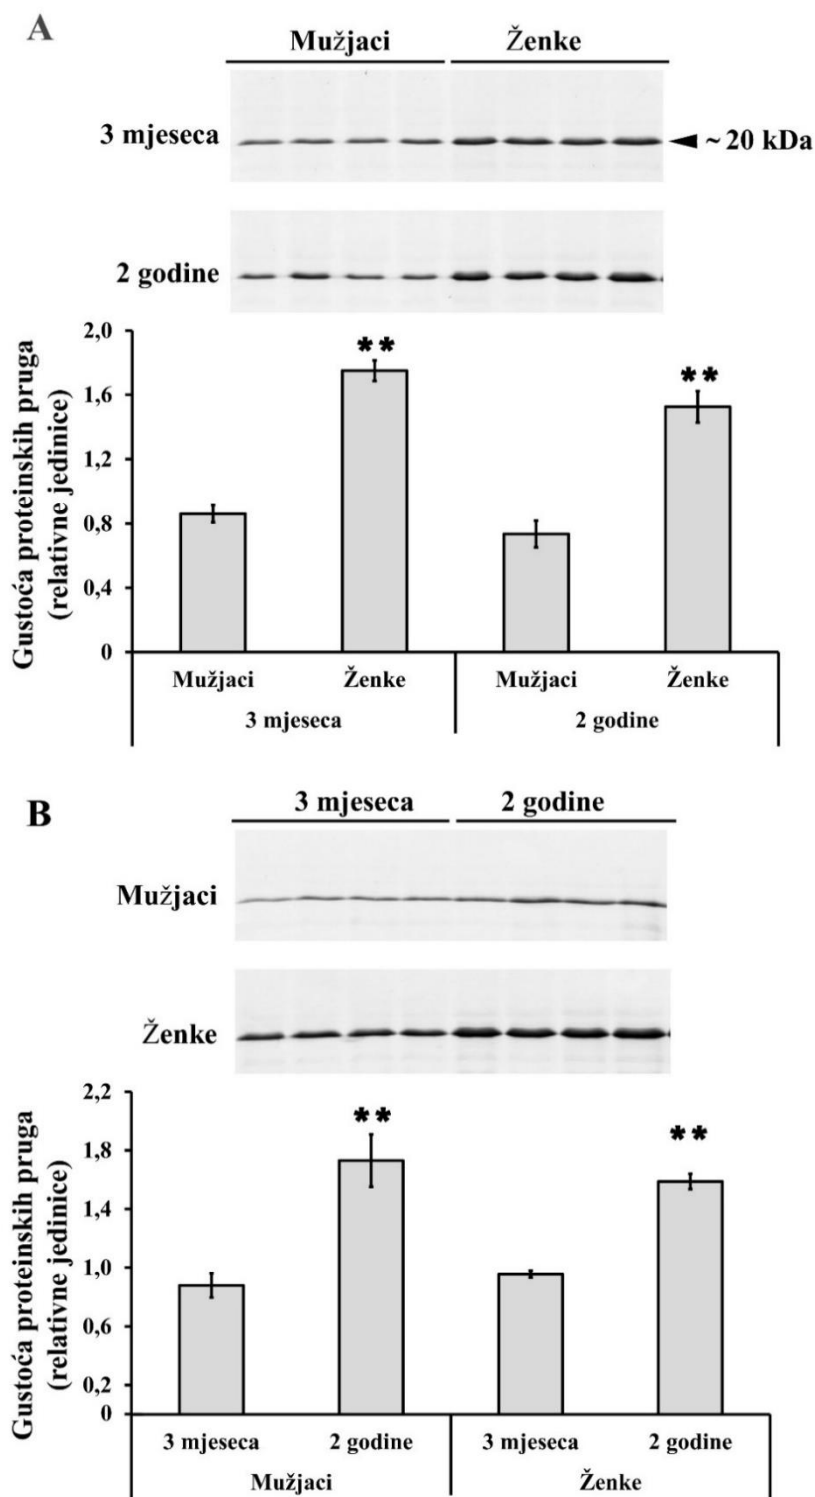 A
Mužjaci Ženke
3 mjeseca
~ 20 kDa
2 godine
Gustoća proteinskih pruga
(relativne jedinice)
2,0
1,6
1,2
0,8
0,4
0
**
**
Mužjaci Ženke Mužjaci Ženke
3 mjeseca 2 godine
B
3 mjeseca 2 godine
Mužjaci
Ženke
Gustoća proteinskih pruga
(relativne jedinice)
2,2
1,8
1,4
1,0
0,6
0,2
0
**
**
3 mjeseca 2 godine 3 mjeseca 2 godine
Mužjaci Ženke